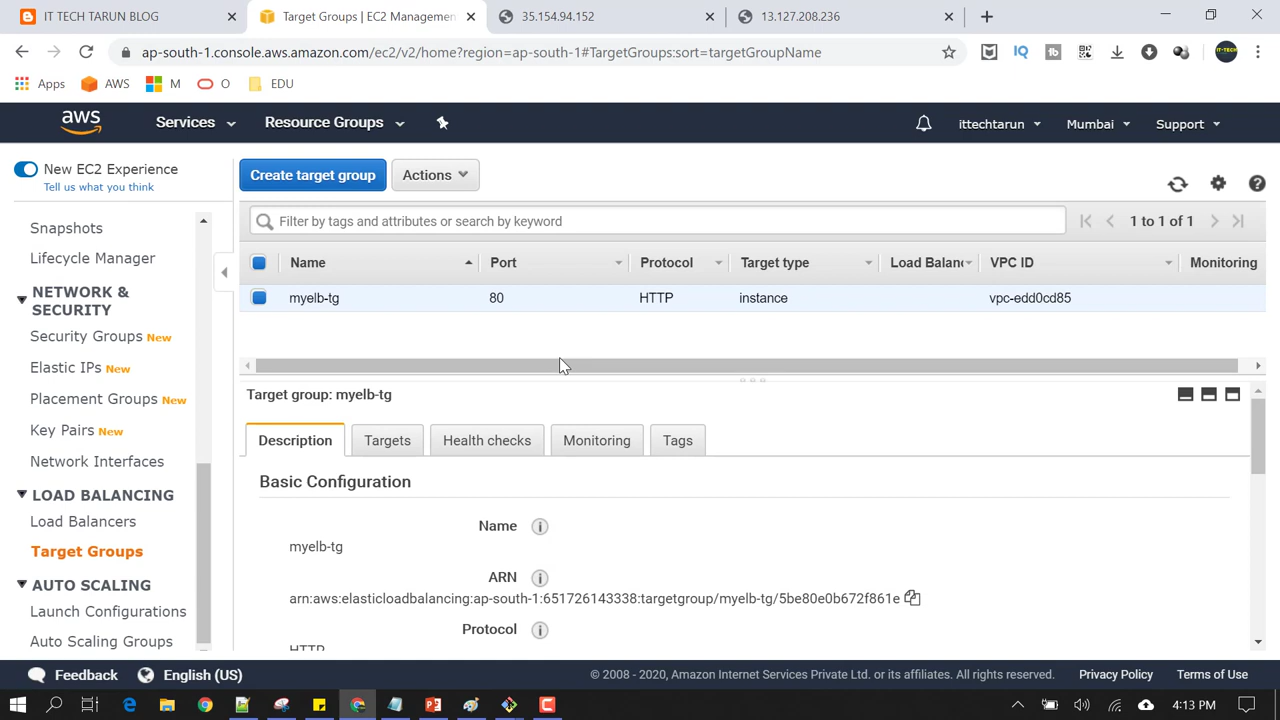 IT TECH TARUN BLOG
Target Groups | EC2 Managemen
35.154.94.152
13.127.208.236
ap-south-1.console.aws.amazon.com/ec2/v2/home?region=ap-south-1#TargetGroups:sort=targetGroupName
Apps
AWS
M
O
EDU
aws
Services
Resource Groups
ittechtarun
Mumbai
Support
New EC2 Experience
Tell us what you think
Create target group
Actions
Snapshots
Lifecycle Manager
NETWORK &
SECURITY
Security Groups New
Elastic IPs New
Placement Groups New
Key Pairs New
Network Interfaces
LOAD BALANCING
Load Balancers
Target Groups
AUTO SCALING
Launch Configurations
Auto Scaling Groups
Filter by tags and attributes or search by keyword
1 to 1 of 1
Name
Port
Protocol
Target type
Load Balanc
VPC ID
Monitoring
myelb-tg
80
HTTP
instance
vpc-edd0cd85
Target group: myelb-tg
Description
Targets
Health checks
Monitoring
Tags
Basic Configuration
Name
myelb-tg
ARN
arn:aws:elasticloadbalancing:ap-south-1:651726143338:targetgroup/myelb-tg/5be80e0b672f861e
Protocol
HTTP
Feedback
English (US)
© 2008 - 2020, Amazon Internet Services Private Ltd. or its affiliates. All rights reserved.
Privacy Policy
Terms of Use
4:13 PM